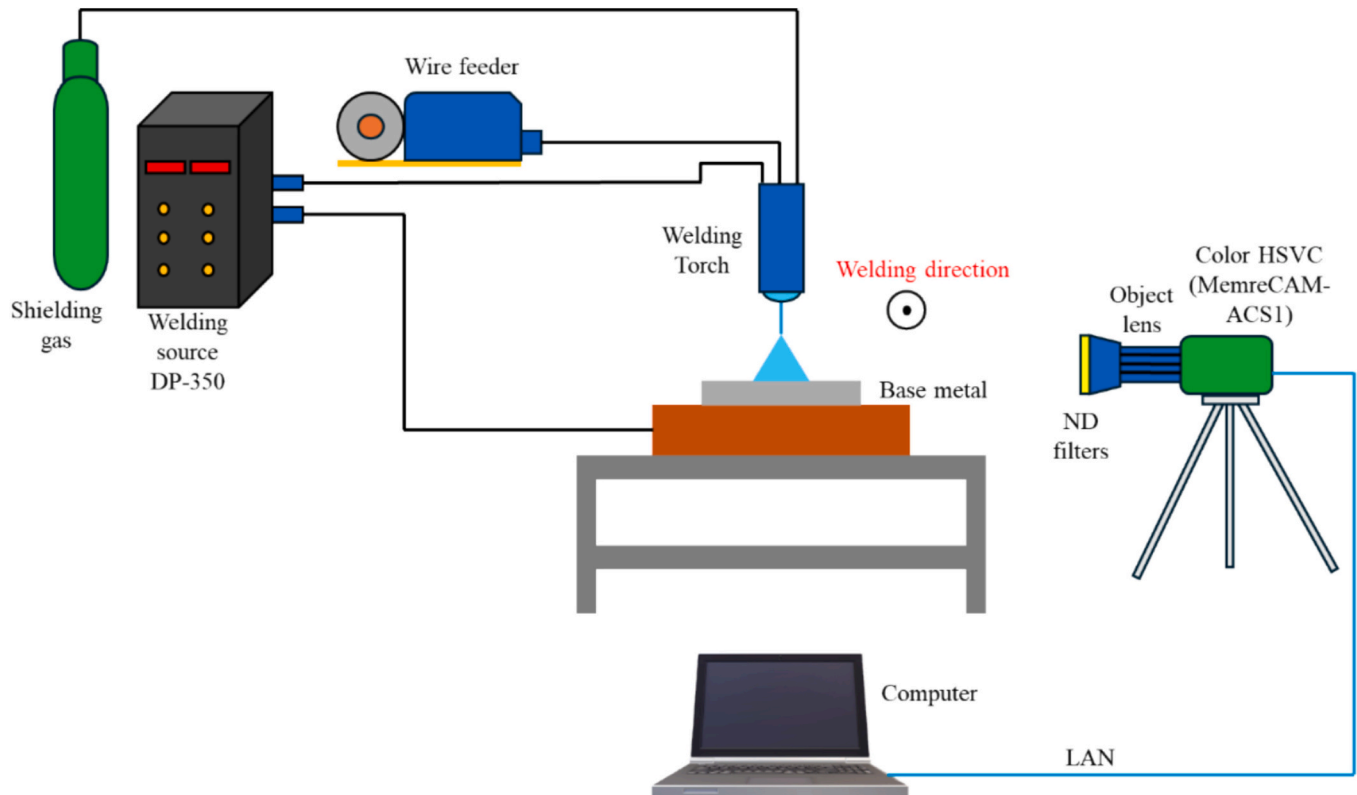 Wire feeder
Shielding
gas
Welding
source
DP-350
Welding
Torch
Welding direction
Base metal
Object
lens
Color HSVC
(MemreCAM-
ACS1)
ND
filters
Computer
LAN